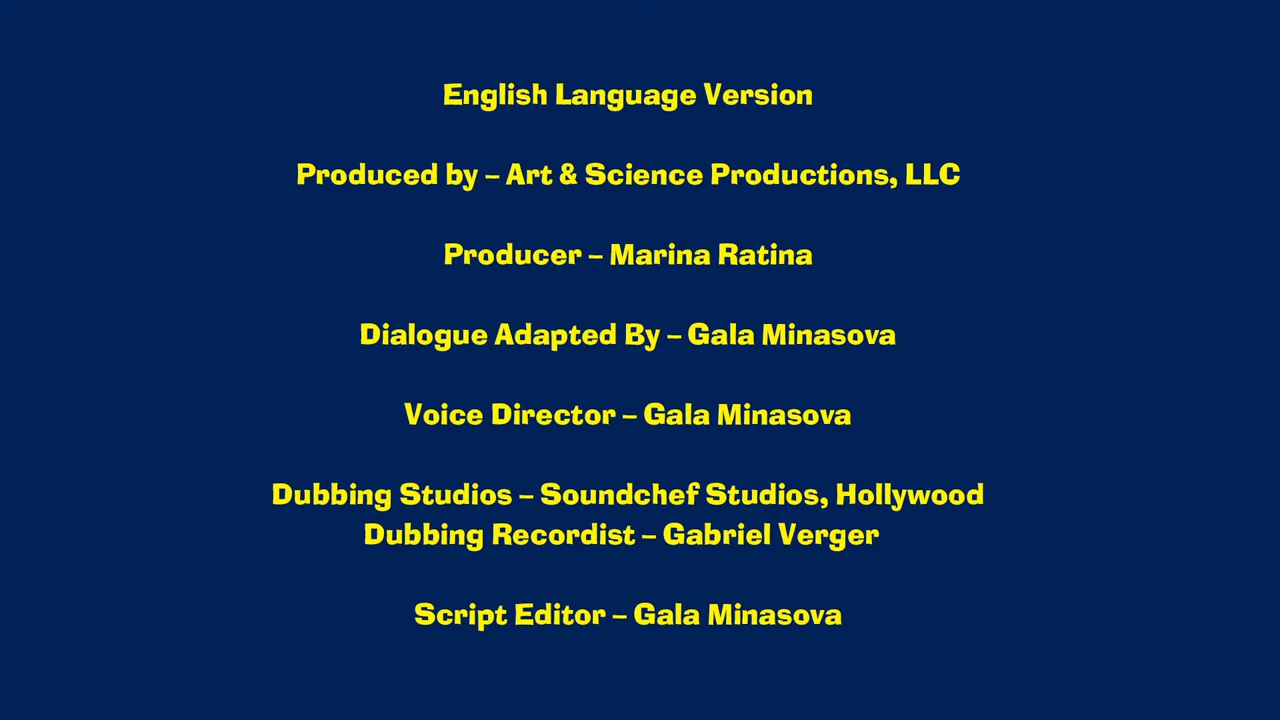 English Language Version
Produced by – Art & Science Productions, LLC
Producer – Marina Ratina
Dialogue Adapted By – Gala Minasova
Voice Director – Gala Minasova
Dubbing Studios – Soundchef Studios, Hollywood
Dubbing Recordist – Gabriel Verger
Script Editor – Gala Minasova